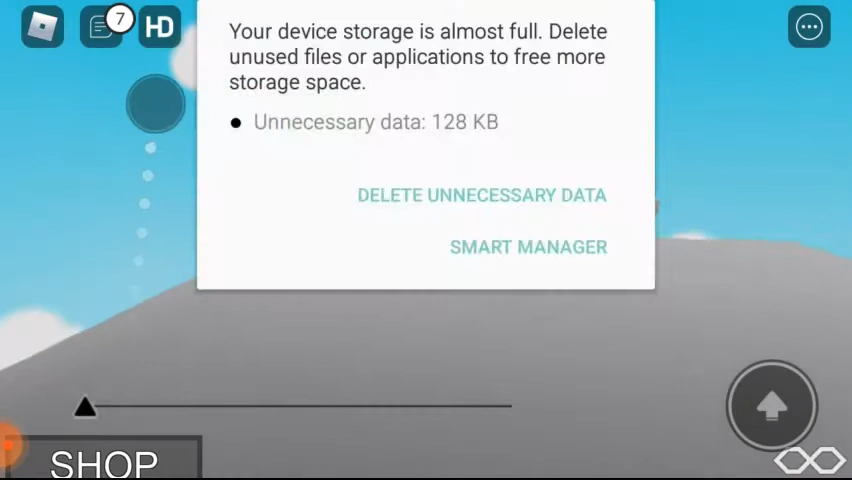 7
HD
Your device storage is almost full. Delete
unused files or applications to free more
storage space.
● Unnecessary data: 128 KB
DELETE UNNECESSARY DATA
SMART MANAGER
SHOP